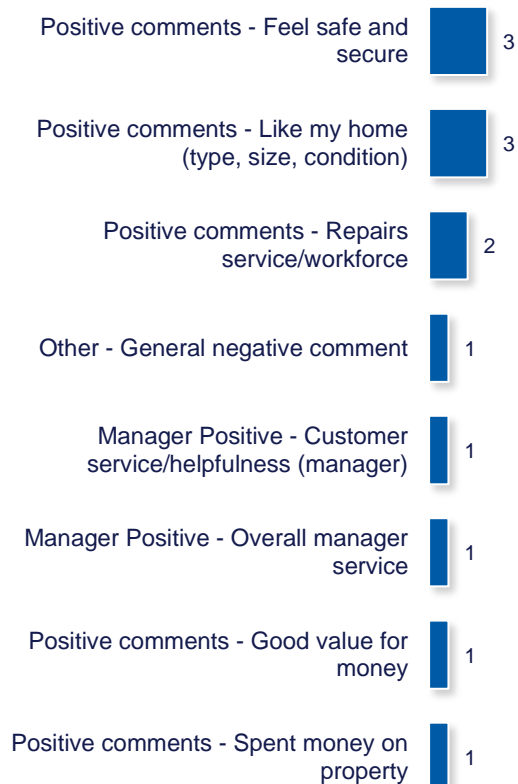 Positive comments - Feel safe and
secure
3
Positive comments - Like my home
(type, size, condition)
3
Positive comments - Repairs
service/workforce
2
Other - General negative comment
1
Manager Positive - Customer
service/helpfulness (manager)
1
Manager Positive - Overall manager
service
1
Positive comments - Good value for
money
1
Positive comments - Spent money on
property
1